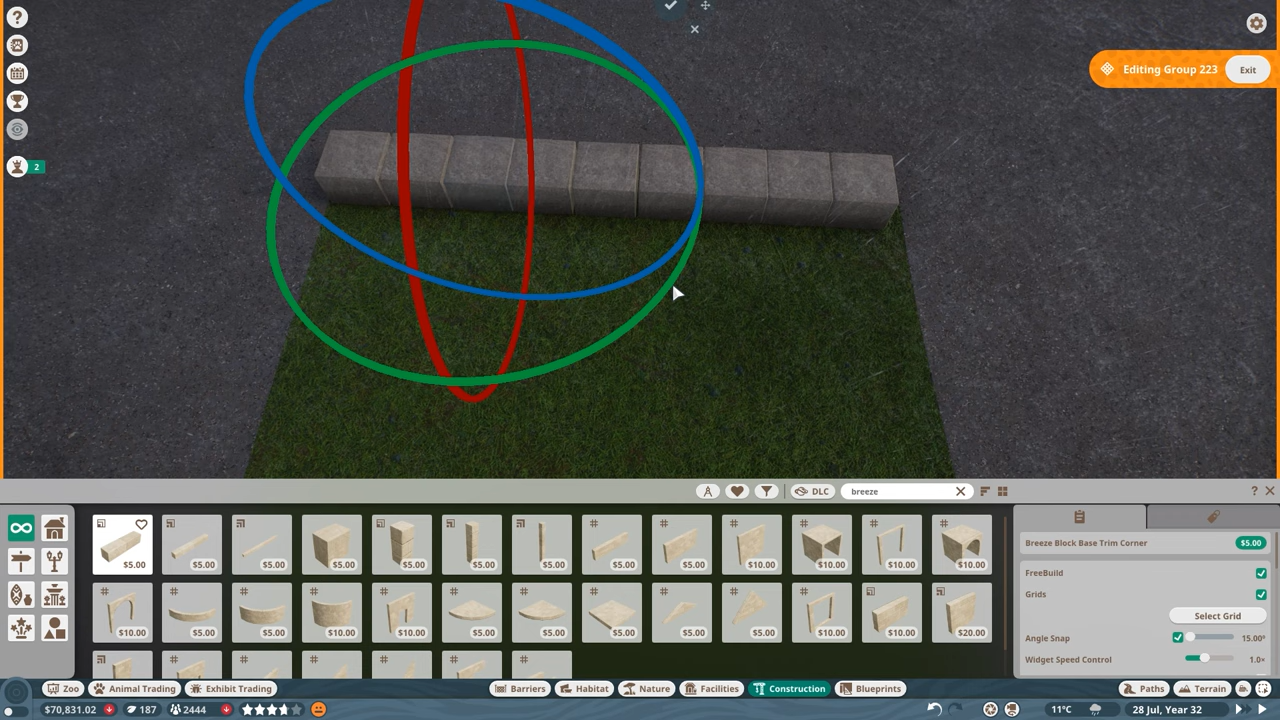 Editing Group 223
Exit
2
DLC
breeze
$5.00 $5.00 $5.00 $5.00 $5.00 $5.00 $5.00 $5.00 $5.00 $10.00 $10.00 $10.00 $10.00
$10.00 $5.00 $5.00 $10.00 $10.00 $5.00 $5.00 $5.00 $5.00 $5.00 $10.00 $5.00 $20.00
Breeze Block Base Trim Corner
$5.00
FreeBuild
Grids
Select Grid
Angle Snap
15.00°
Widget Speed Control
1.0×
Zoo
Animal Trading
Exhibit Trading
Barriers
Habitat
Nature
Facilities
Construction
Blueprints
Paths
Terrain
$70,831.02
187
2444
11°C
28 Jul, Year 32